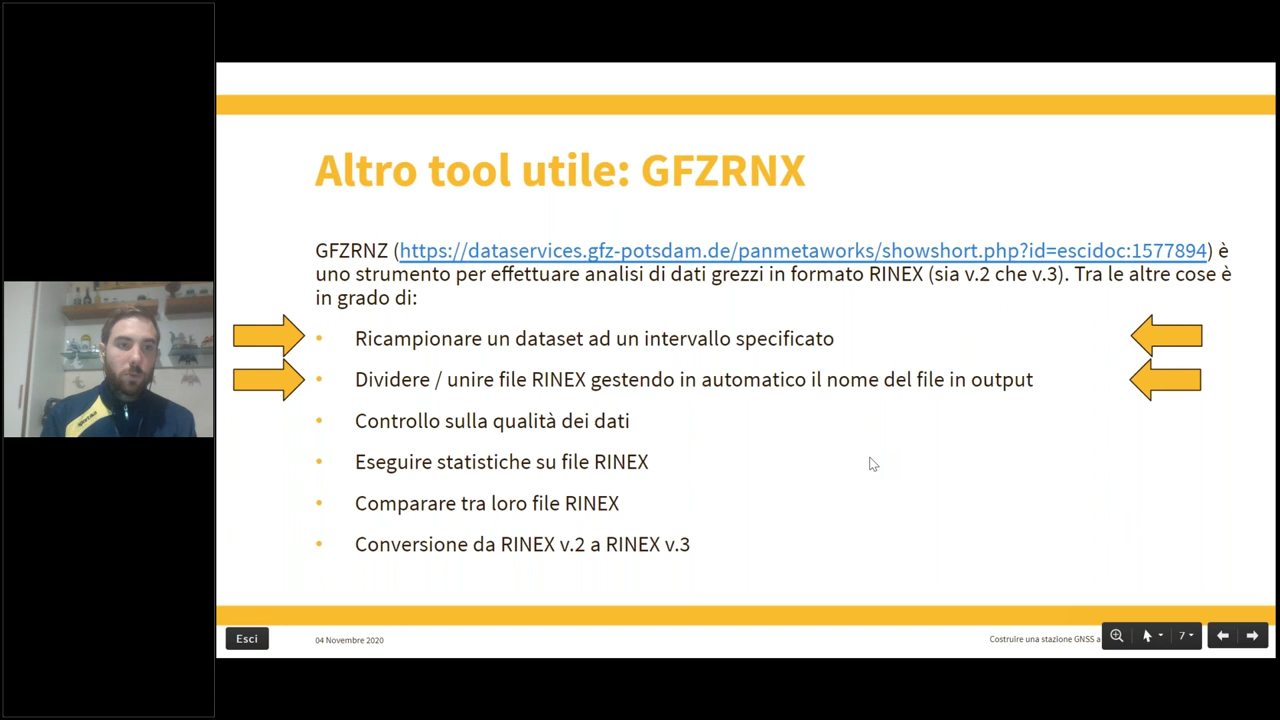 Altro tool utile: GFZRNX
GFZRNZ (https://dataservices.gfz-potsdam.de/panmetaworks/showshort.php?id=escidoc:1577894) è
uno strumento per effettuare analisi di dati grezzi in formato RINEX (sia v.2 che v.3). Tra le altre cose è
in grado di:
• Ricampionare un dataset ad un intervallo specificato
• Dividere / unire file RINEX gestendo in automatico il nome del file in output
• Controllo sulla qualità dei dati
• Eseguire statistiche su file RINEX
• Comparare tra loro file RINEX
• Conversione da RINEX v.2 a RINEX v.3
Esci
04 Novembre 2020
Costruire una stazione GNSS a
7